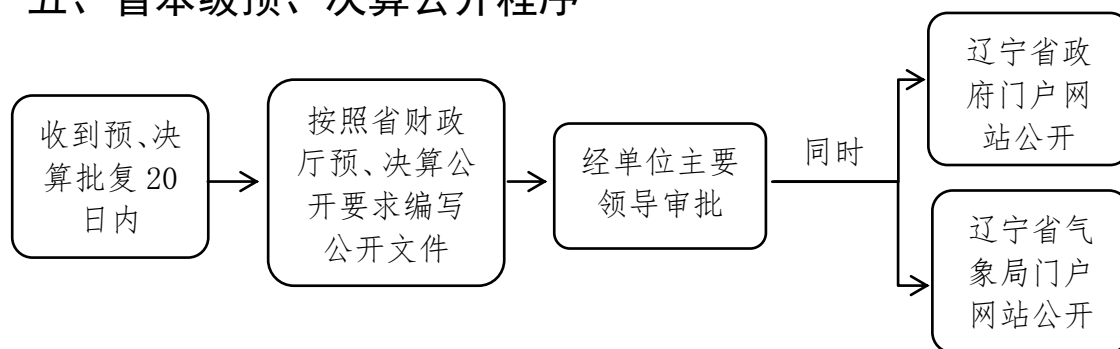 五、省本级预、决算公开程序
收到预、决
算批复 20
日内
按照省财政
厅预、决算公
开要求编写
公开文件
经单位主要
领导审批
同时
辽宁省政
府门户网
站公开
辽宁省气
象局门户
网站公开